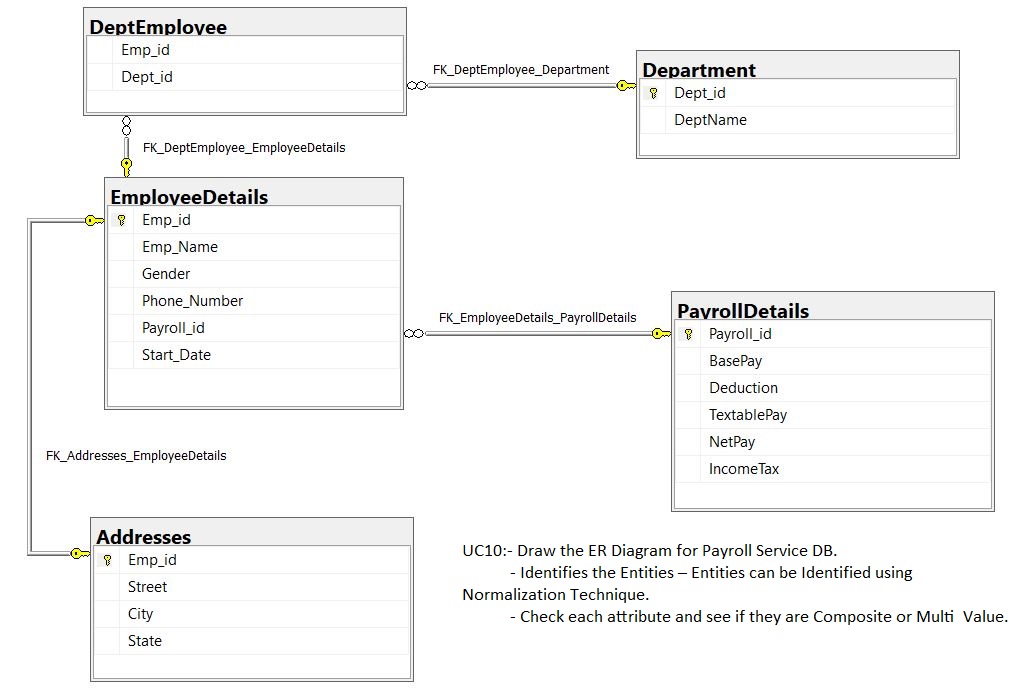 DeptEmployee
Emp_id
Dept_id
FK_DeptEmployee_Department
Department
Dept_id
DeptName
FK_DeptEmployee_EmployeeDetails
EmployeeDetails
Emp_id
Emp_Name
Gender
Phone_Number
Payroll_id
Start_Date
FK_EmployeeDetails_PayrollDetails
PayrollDetails
Payroll_id
BasePay
Deduction
TextablePay
NetPay
IncomeTax
FK_Addresses_EmployeeDetails
Addresses
Emp_id
Street
City
State
UC10:- Draw the ER Diagram for Payroll Service DB.
- Identifies the Entities – Entities can be Identified using
Normalization Technique.
- Check each attribute and see if they are Composite or Multi  Value.